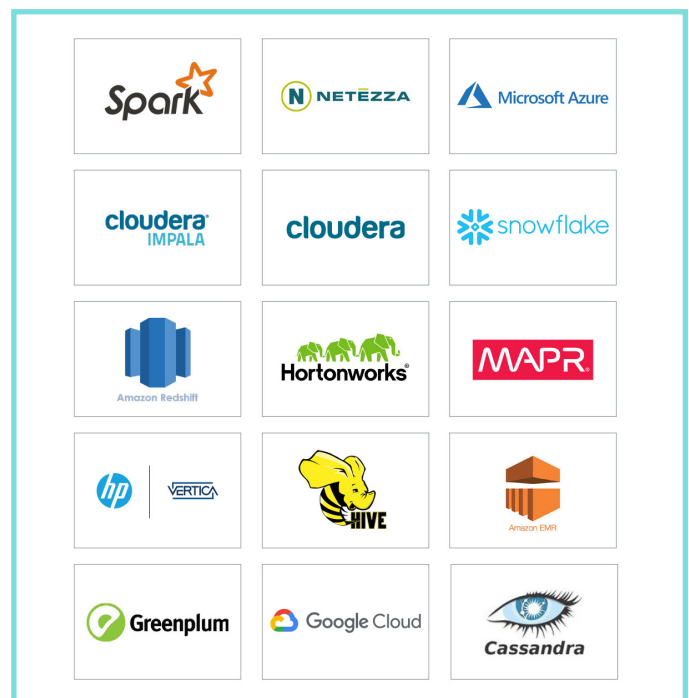 Spark
N NETĒZZA
Microsoft Azure
cloudera®
IMPALA
cloudera
snowflake
Amazon Redshift
Hortonworks®
MAPR®
hp
VERTICA
HIVE
Amazon EMR
Greenplum
Google Cloud
Cassandra